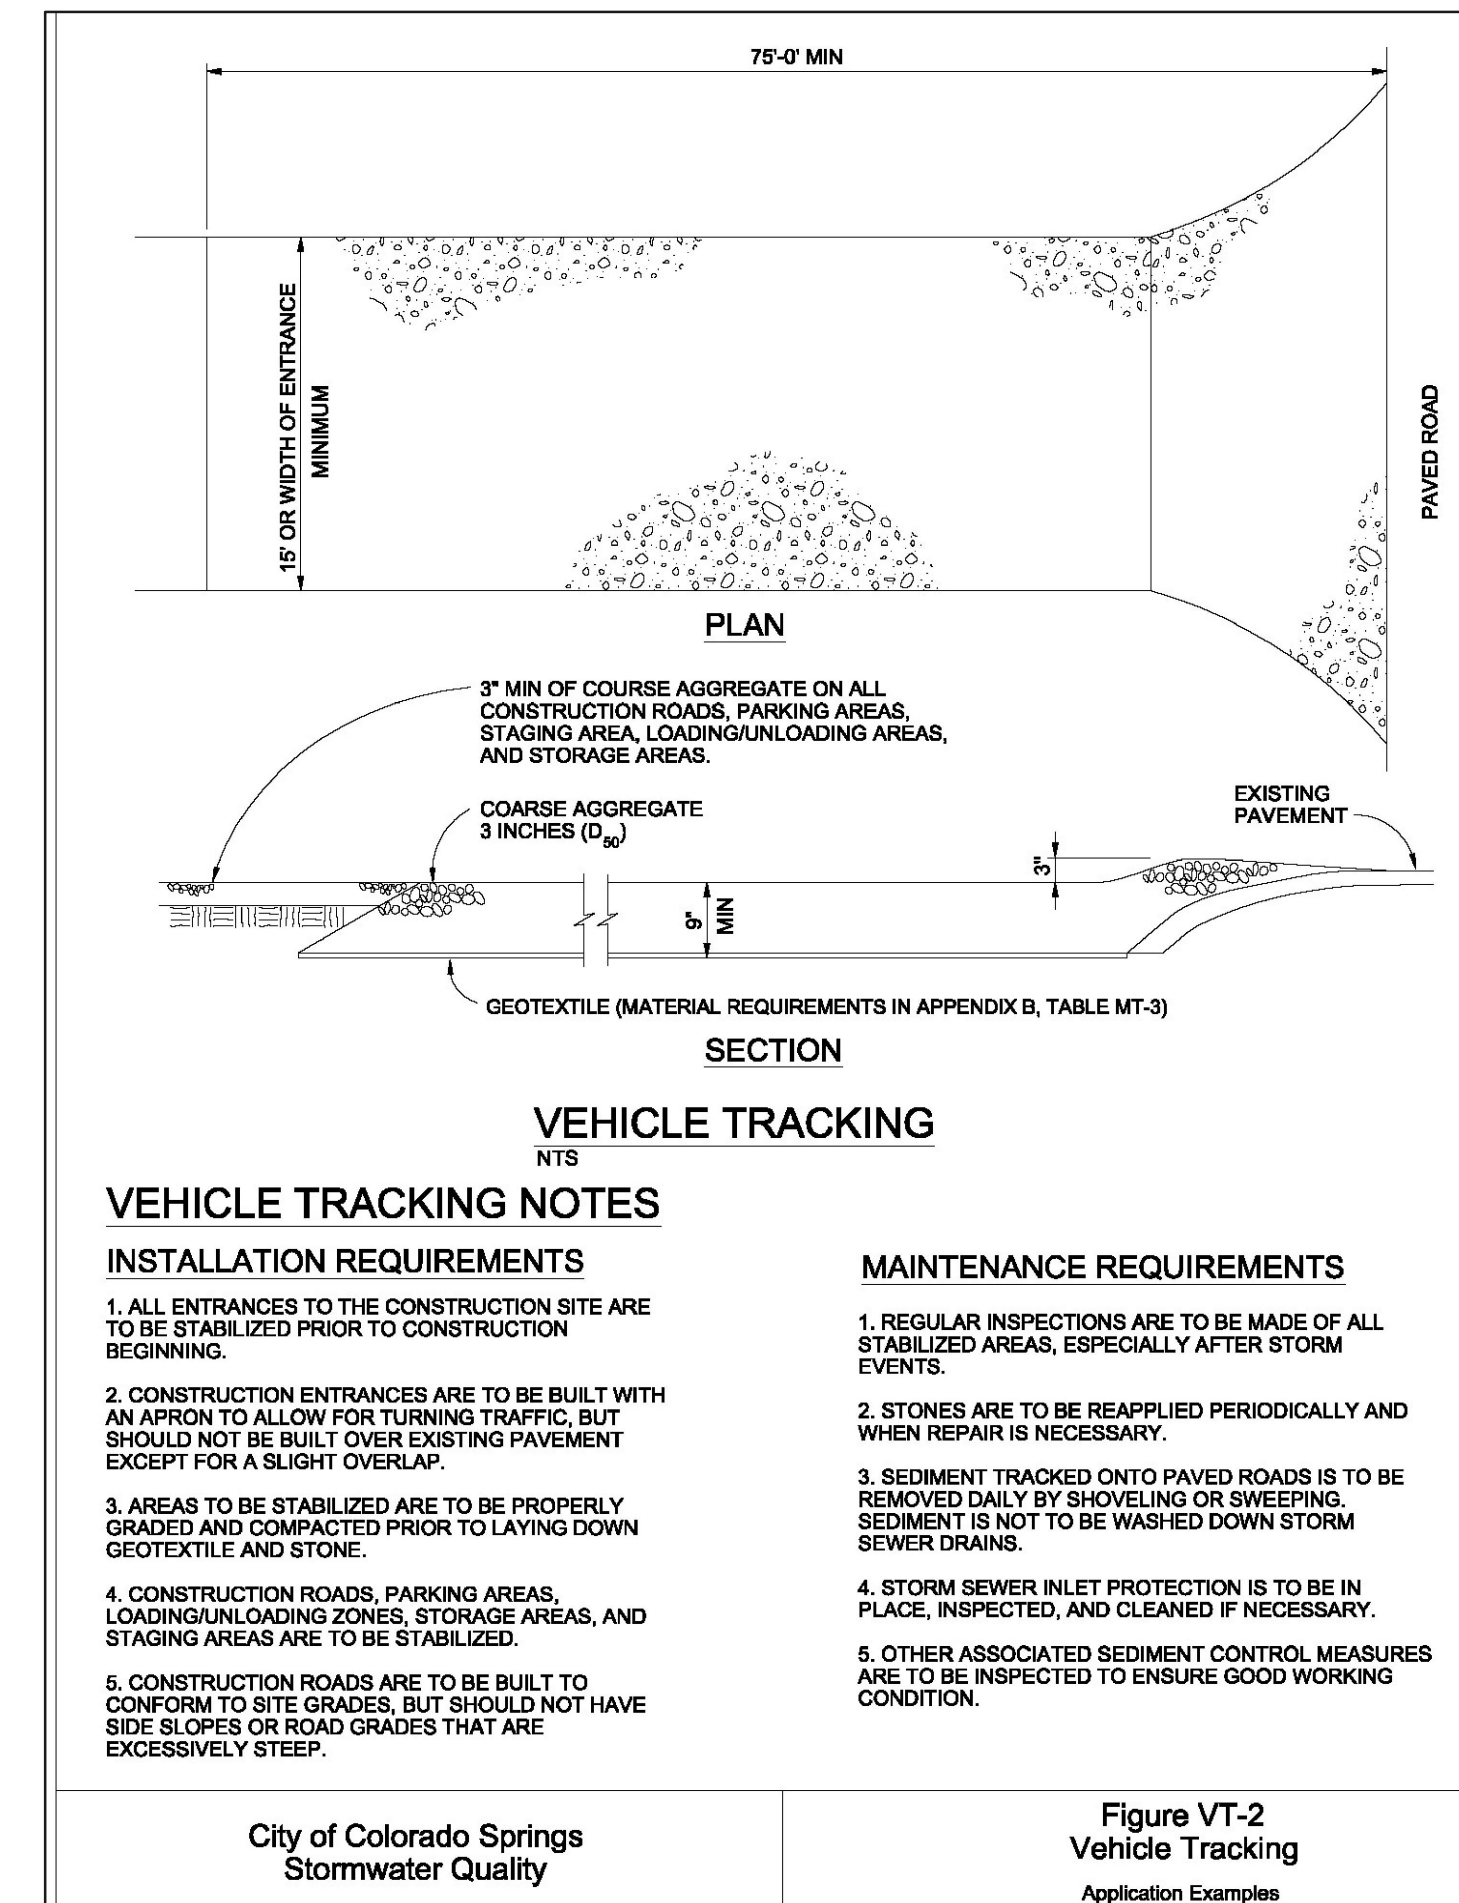 75'-0' MIN
15' OR WIDTH OF ENTRANCE
MINIMUM
PAVED ROAD
PLAN
3" MIN OF COURSE AGGREGATE ON ALL
CONSTRUCTION ROADS, PARKING AREAS,
STAGING AREA, LOADING/UNLOADING AREAS,
AND STORAGE AREAS.
COARSE AGGREGATE
3 INCHES (D50)
EXISTING
PAVEMENT
3"
9"
MIN
GEOTEXTILE (MATERIAL REQUIREMENTS IN APPENDIX B, TABLE MT-3)
SECTION
VEHICLE TRACKING
NTS
VEHICLE TRACKING NOTES
INSTALLATION REQUIREMENTS
1. ALL ENTRANCES TO THE CONSTRUCTION SITE ARE
TO BE STABILIZED PRIOR TO CONSTRUCTION
BEGINNING.
2. CONSTRUCTION ENTRANCES ARE TO BE BUILT WITH
AN APRON TO ALLOW FOR TURNING TRAFFIC, BUT
SHOULD NOT BE BUILT OVER EXISTING PAVEMENT
EXCEPT FOR A SLIGHT OVERLAP.
3. AREAS TO BE STABILIZED ARE TO BE PROPERLY
GRADED AND COMPACTED PRIOR TO LAYING DOWN
GEOTEXTILE AND STONE.
4. CONSTRUCTION ROADS, PARKING AREAS,
LOADING/UNLOADING ZONES, STORAGE AREAS, AND
STAGING AREAS ARE TO BE STABILIZED.
5. CONSTRUCTION ROADS ARE TO BE BUILT TO
CONFORM TO SITE GRADES, BUT SHOULD NOT HAVE
SIDE SLOPES OR ROAD GRADES THAT ARE
EXCESSIVELY STEEP.
MAINTENANCE REQUIREMENTS
1. REGULAR INSPECTIONS ARE TO BE MADE OF ALL
STABILIZED AREAS, ESPECIALLY AFTER STORM
EVENTS.
2. STONES ARE TO BE REAPPLIED PERIODICALLY AND
WHEN REPAIR IS NECESSARY.
3. SEDIMENT TRACKED ONTO PAVED ROADS IS TO BE
REMOVED DAILY BY SHOVELING OR SWEEPING.
SEDIMENT IS NOT TO BE WASHED DOWN STORM
SEWER DRAINS.
4. STORM SEWER INLET PROTECTION IS TO BE IN
PLACE, INSPECTED, AND CLEANED IF NECESSARY.
5. OTHER ASSOCIATED SEDIMENT CONTROL MEASURES
ARE TO BE INSPECTED TO ENSURE GOOD WORKING
CONDITION.
City of Colorado Springs
Stormwater Quality
Figure VT-2
Vehicle Tracking
Application Examples